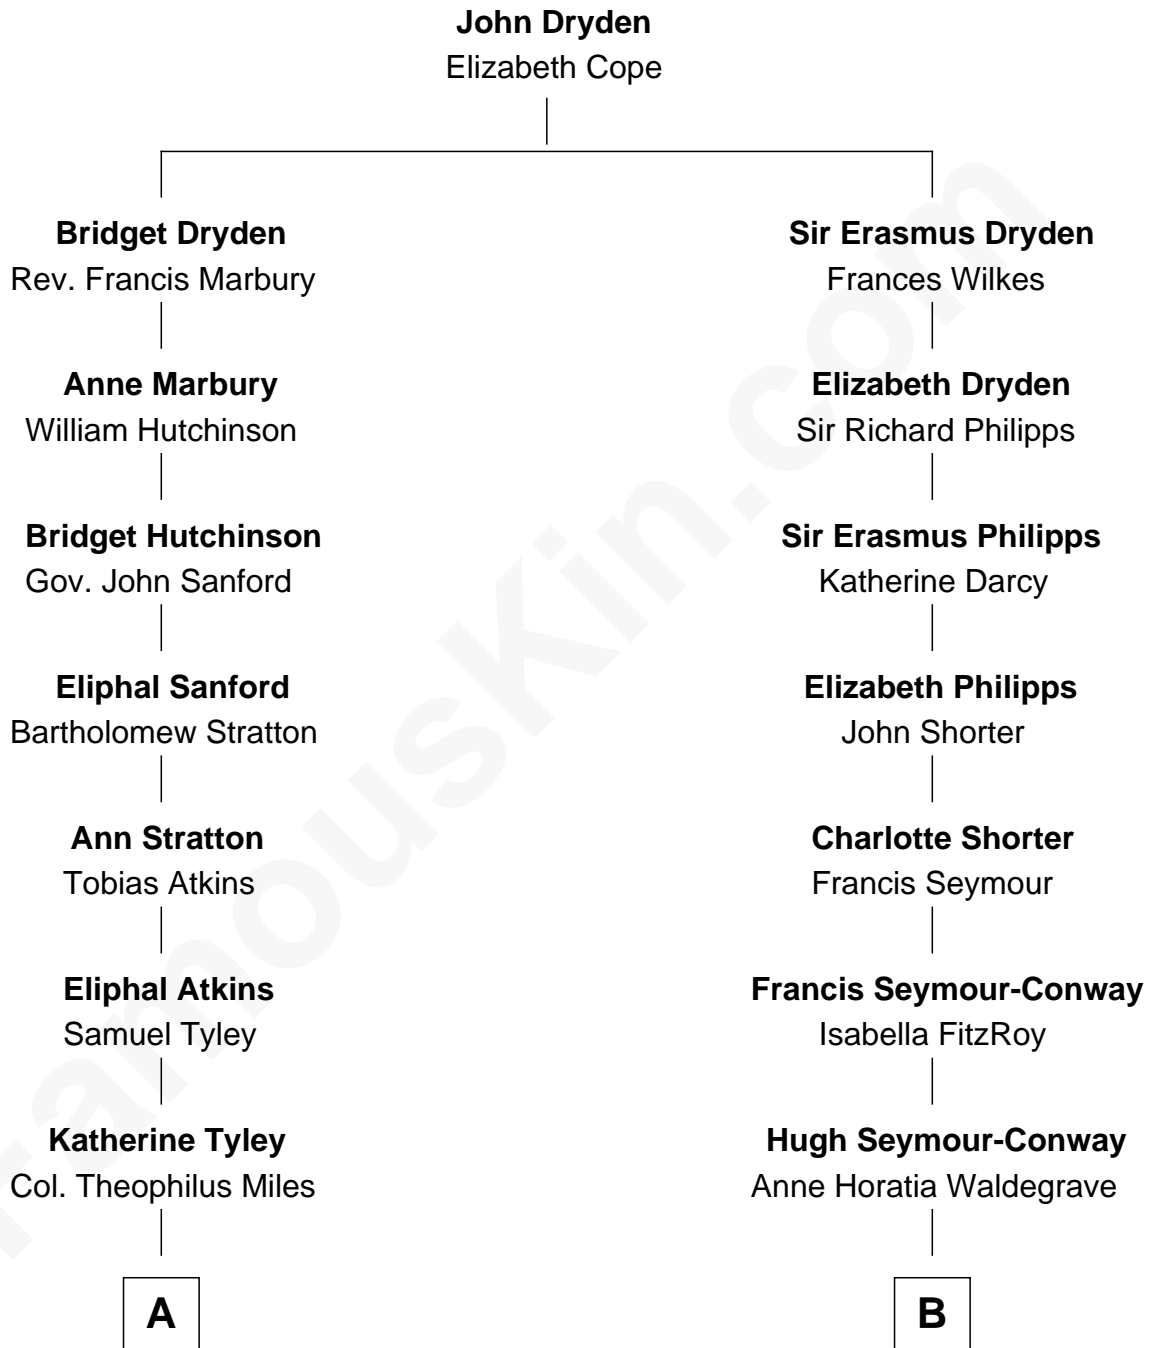 John Dryden
Elizabeth Cope
Bridget Dryden
Rev. Francis Marbury
Anne Marbury
William Hutchinson
Bridget Hutchinson
Gov. John Sanford
Eliphal Sanford
Bartholomew Stratton
Ann Stratton
Tobias Atkins
Eliphal Atkins
Samuel Tyley
Katherine Tyley
Col. Theophilus Miles
A
Sir Erasmus Dryden
Frances Wilkes
Elizabeth Dryden
Sir Richard Philipps
Sir Erasmus Philipps
Katherine Darcy
Elizabeth Philipps
John Shorter
Charlotte Shorter
Francis Seymour
Francis Seymour-Conway
Isabella FitzRoy
Hugh Seymour-Conway
Anne Horatia Waldegrave
B
FamousKin.com